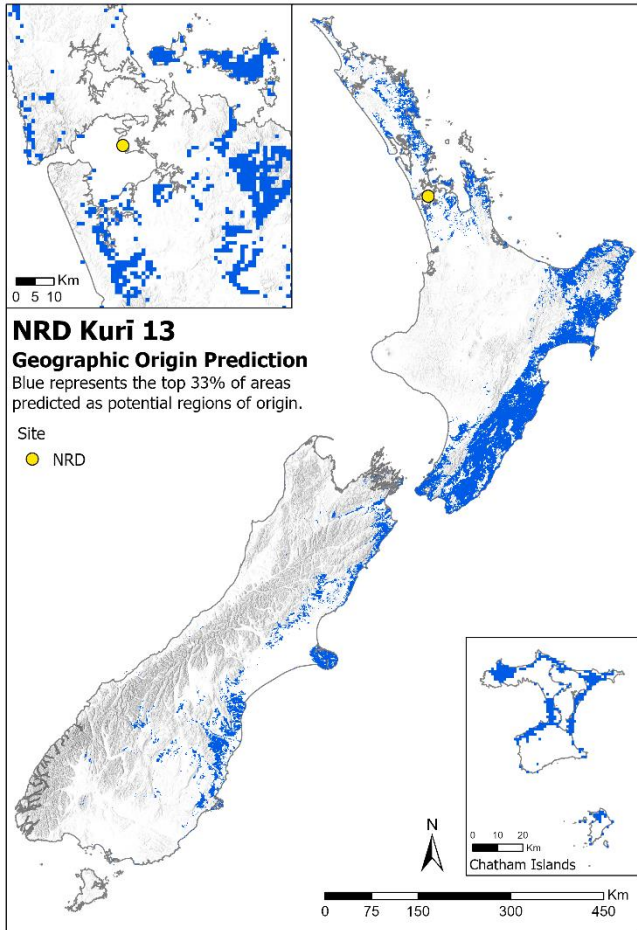 Km
0 5 10
NRD Kurī 13
Geographic Origin Prediction
Blue represents the top 33% of areas
predicted as potential regions of origin.
Site
NRD
N
0 10 20
Km
Chatham Islands
Km
0 75 150 300 450